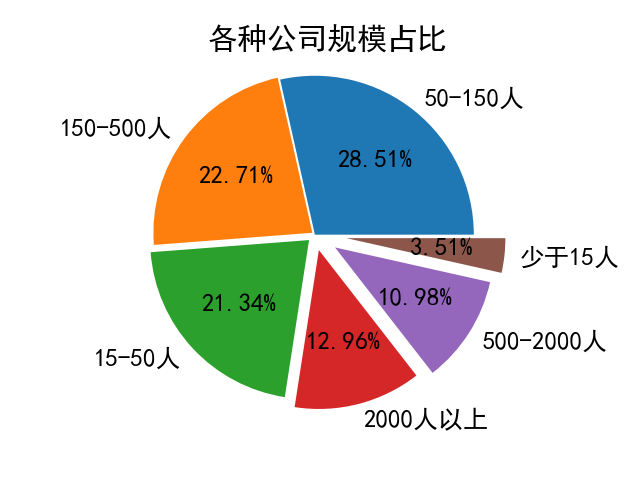 各种公司规模占比
50-150人
28.51%
150-500人
22.71%
15-50人
21.34%
2000人以上
12.96%
500-2000人
10.98%
少于15人
3.51%